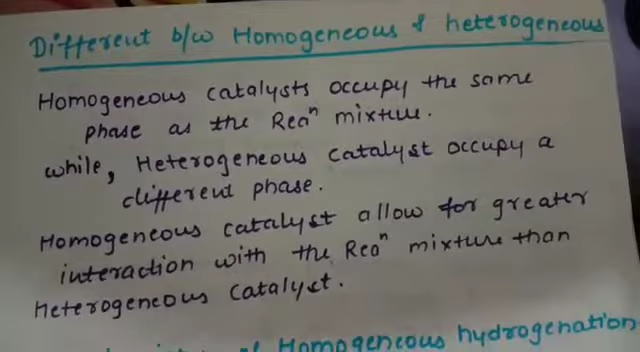 Different b/w Homogeneous & heterogeneous
Homogeneous catalysts occupy the same
phase as the Reaⁿ mixture.
while, Heterogeneous catalyst occupy a
different phase.
Homogeneous catalyst allow for greater
interaction with the Reaⁿ mixture than
heterogeneous catalyst.
of Homogeneous hydrogenation